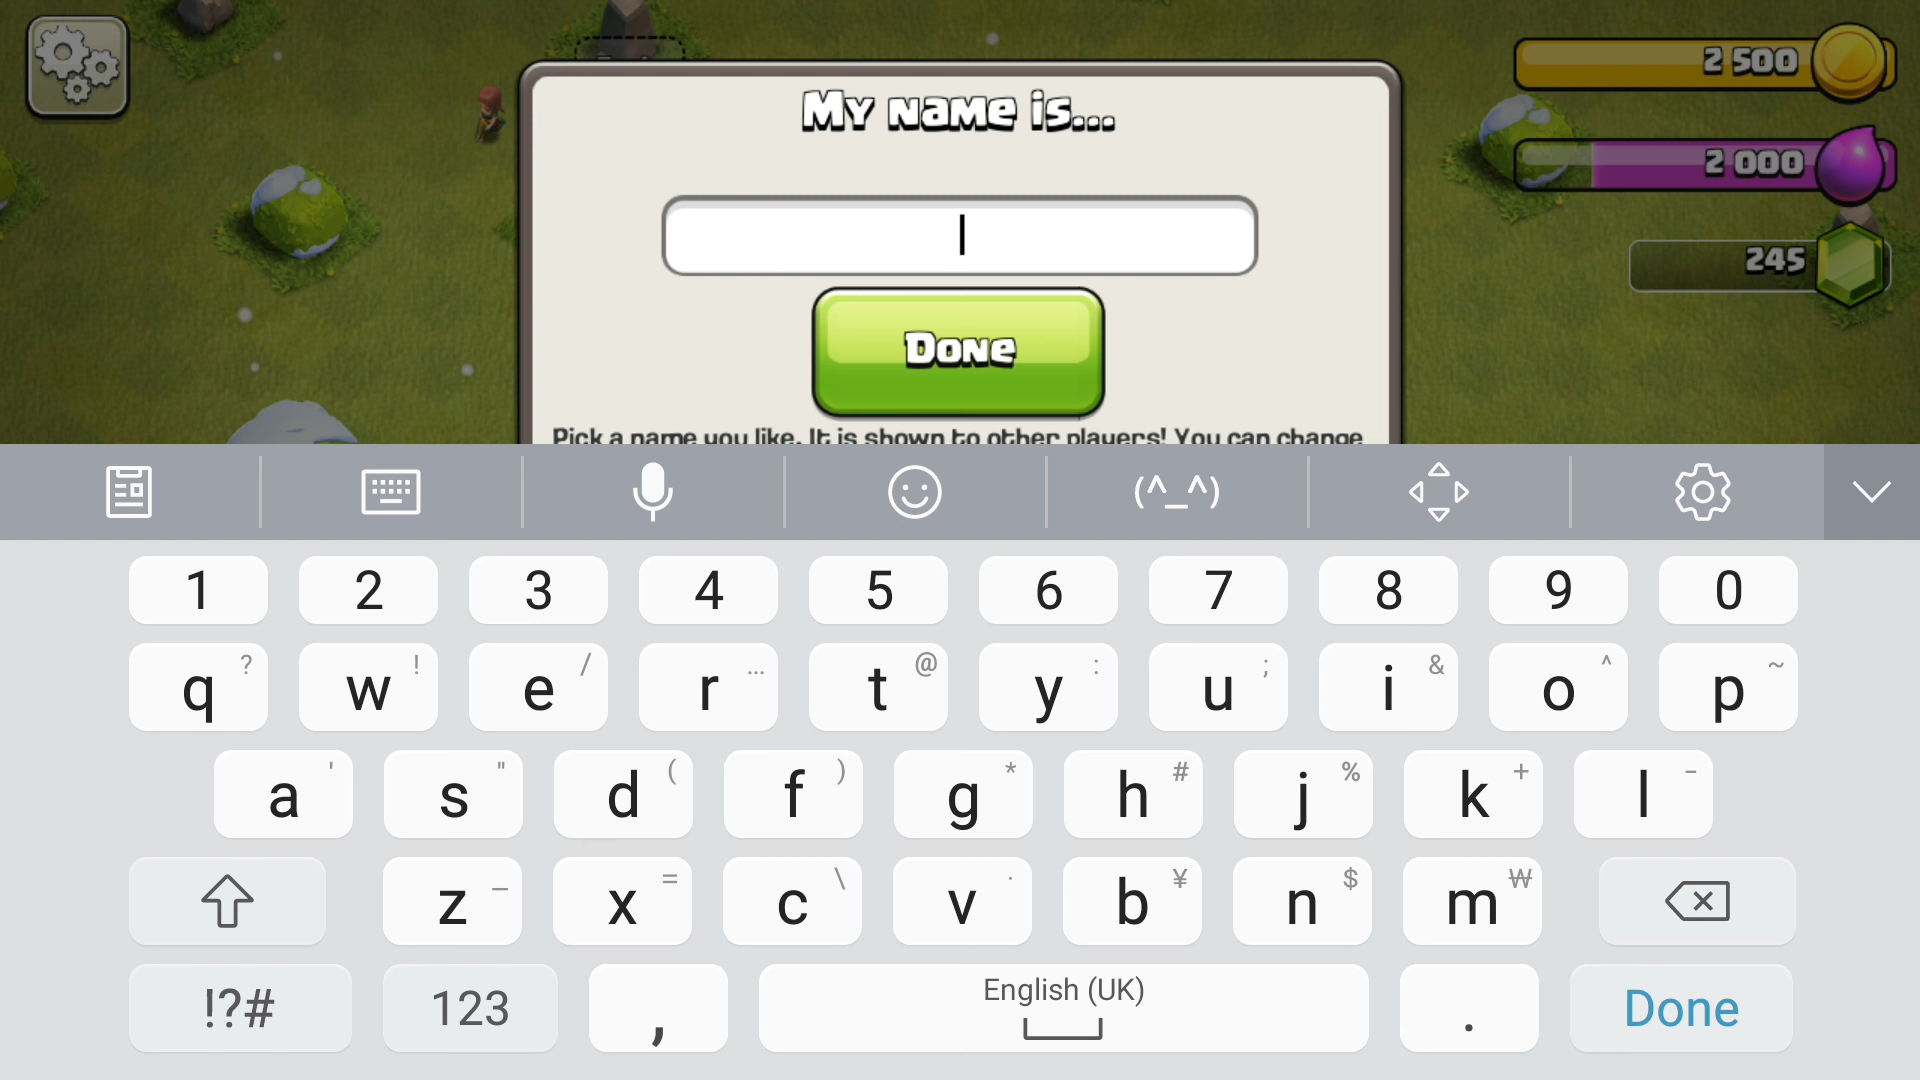 My name is...
2 500
2 000
245
Done
Pick a name you like. It is shown to other players! You can change
(^_^)
1 2 3 4 5 6 7 8 9 0
q ? w ! e / r ... t @ y : u ; i & o ^ p ~
a ' s " d ( f ) g * h # j % k + l -
z _ x = c \ v · b ¥ n $ m ₩
!?# 123 , English (UK) . Done